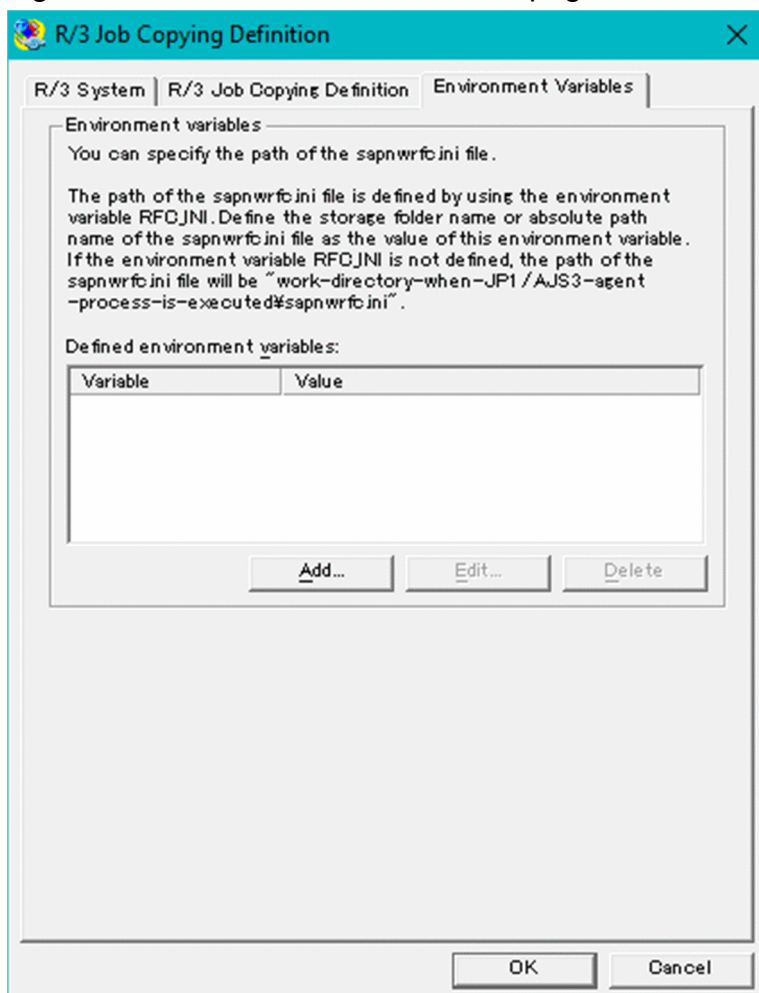 R/3 Job Copying Definition
R/3 System
R/3 Job Copying Definition
Environment Variables
Environment variables
You can specify the path of the sapnwrfc.ini file.
The path of the sapnwrfc.ini file is defined by using the environment
variable RFC_INI. Define the storage folder name or absolute path
name of the sapnwrfc.ini file as the value of this environment variable.
If the environment variable RFC_INI is not defined, the path of the
sapnwrfc.ini file will be "work-directory-when-JP1/AJS3-agent
-process-is-executed¥sapnwrfc.ini".
Defined environment variables:
Variable
Value
Add...
Edit...
Delete
OK
Cancel